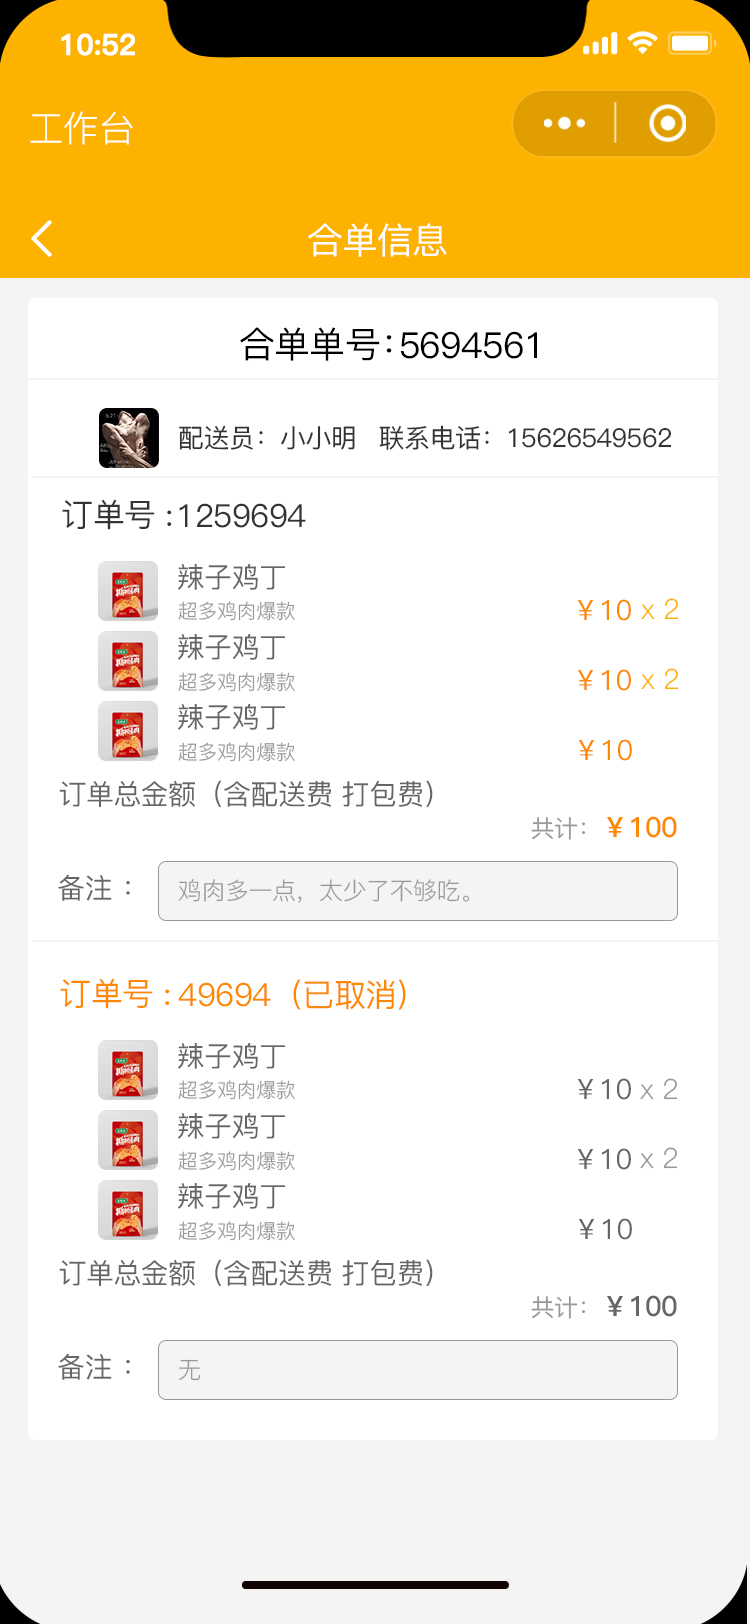 10:52
工作台
合单信息
合单单号:5694561
配送员：小小明 联系电话：15626549562
订单号 :1259694
辣子鸡丁
超多鸡肉爆款
¥10 x 2
辣子鸡丁
超多鸡肉爆款
¥10 x 2
辣子鸡丁
超多鸡肉爆款
¥10
订单总金额（含配送费 打包费）
共计： ¥100
备注 ： 鸡肉多一点，太少了不够吃。
订单号 : 49694（已取消）
辣子鸡丁
超多鸡肉爆款
¥10 x 2
辣子鸡丁
超多鸡肉爆款
¥10 x 2
辣子鸡丁
超多鸡肉爆款
¥10
订单总金额（含配送费 打包费）
共计： ¥100
备注 ： 无